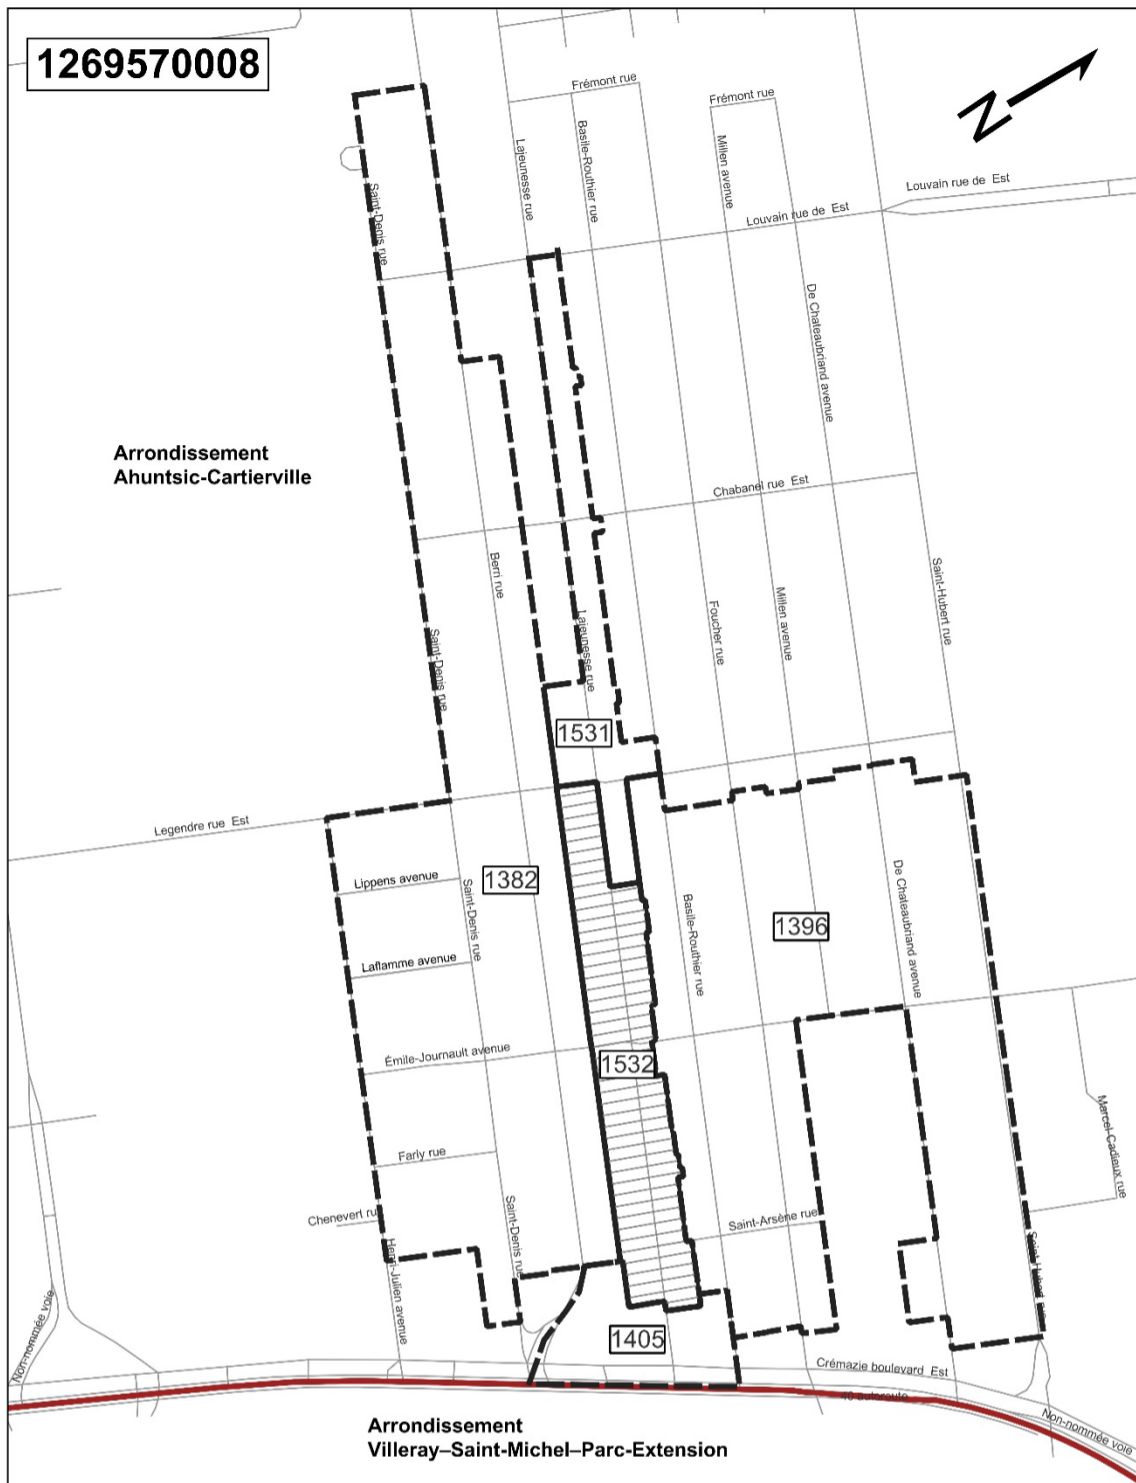 1269570008
N
Frémont rue
Frémont rue
Lajeunesse rue
Basile-Routhier rue
Millen avenue
Louvain rue de Est
Louvain rue de Est
Saint-Denis rue
De Chateaubriand avenue
Arrondissement
Ahuntsic-Cartierville
Chabanel rue Est
Berri rue
Saint-Hubert rue
Millen avenue
Foucher rue
Lajeunesse rue
Saint-Denis rue
1531
Legendre rue Est
Lippens avenue
1382
Saint-Denis rue
De Chateaubriand avenue
Basile-Routhier rue
1396
Laflamme avenue
Émile-Journault avenue
1532
Marcel-Cadieux rue
Farly rue
Chenevert ru
Saint-Denis rue
Saint-Arsène rue
Henri-Julien avenue
Saint-Hubert rue
Non-nommée voie
1405
Crémazie boulevard Est
40 autoroute
Non-nommée voie
Arrondissement
Villeray–Saint-Michel–Parc-Extension